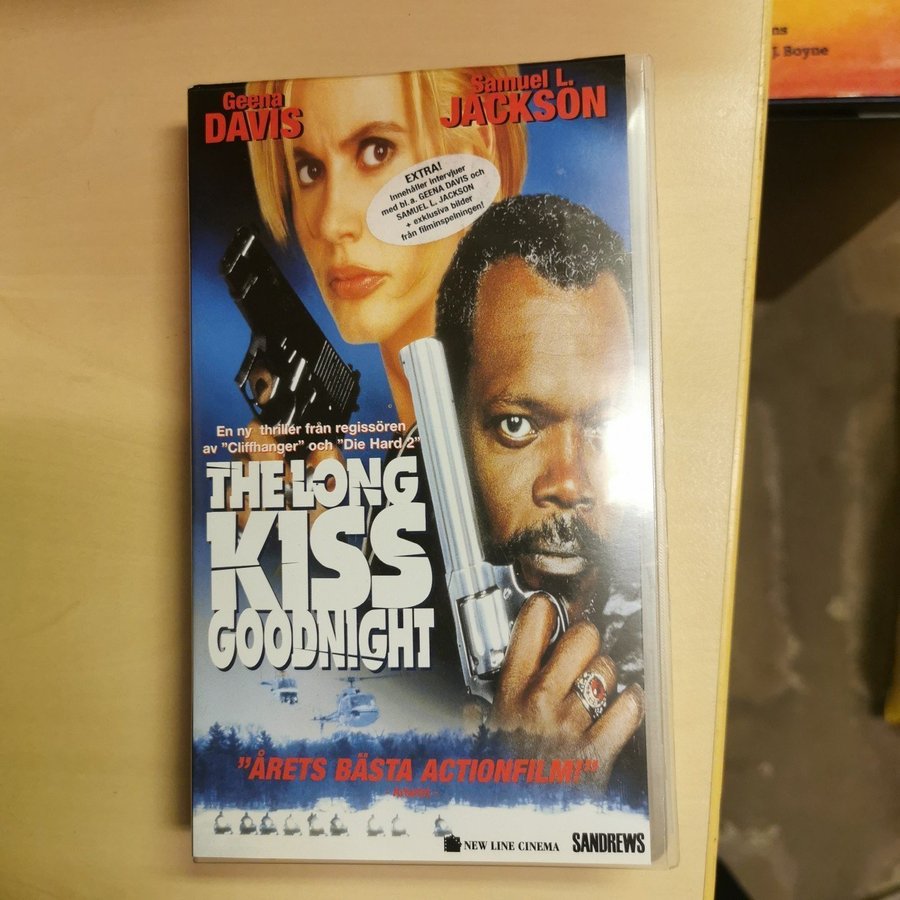 Geena
DAVIS
Samuel L.
JACKSON
EXTRA!
Innehåller intervjuer
med bl.a. GEENA DAVIS och
SAMUEL L. JACKSON
+ exklusiva bilder
från filminspelningen!
En ny thriller från regissören
av "Cliffhanger" och "Die Hard 2"
THE LONG
KISS
GOODNIGHT
"ÅRETS BÄSTA ACTIONFILM!"
NEW LINE CINEMA
SANDREWS
ns
J. Boyne